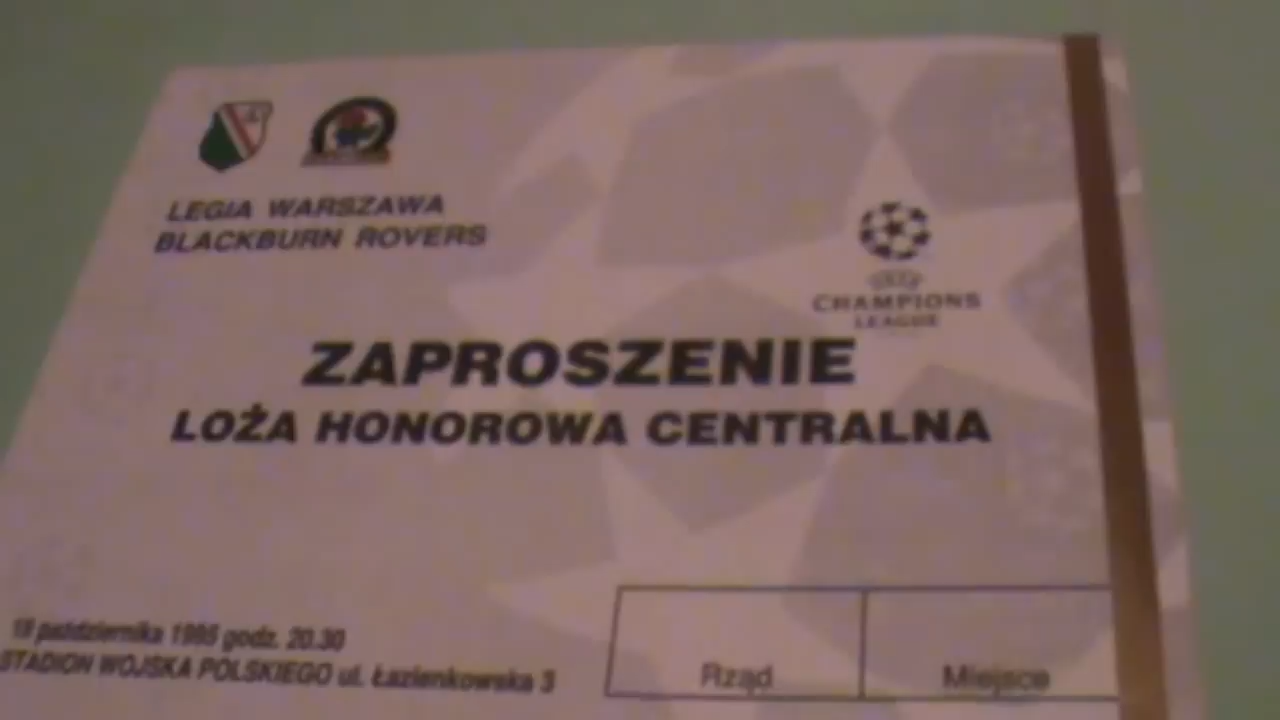 LEGIA WARSZAWA
BLACKBURN ROVERS
UEFA
CHAMPIONS
LEAGUE
ZAPROSZENIE
LOŻA HONOROWA CENTRALNA
października 1995 godz. 20.30
STADION WOJSKA POLSKIEGO ul. Łazienkowska 3
Rząd
Miejsce